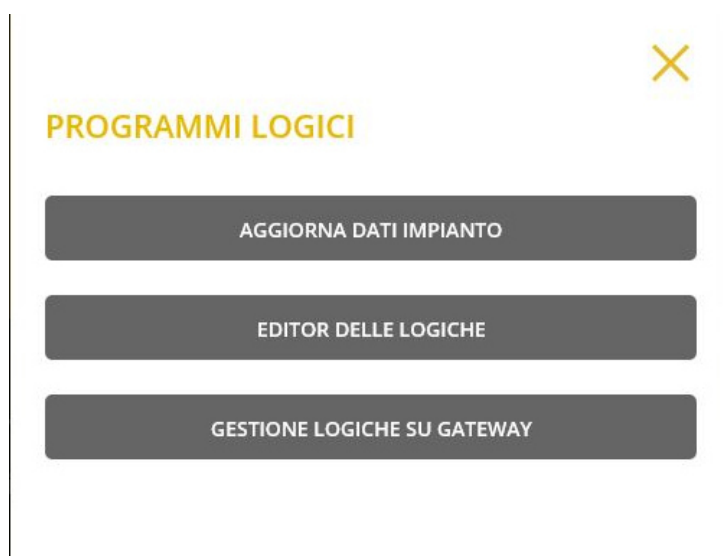 PROGRAMMI LOGICI
AGGIORNA DATI IMPIANTO
EDITOR DELLE LOGICHE
GESTIONE LOGICHE SU GATEWAY